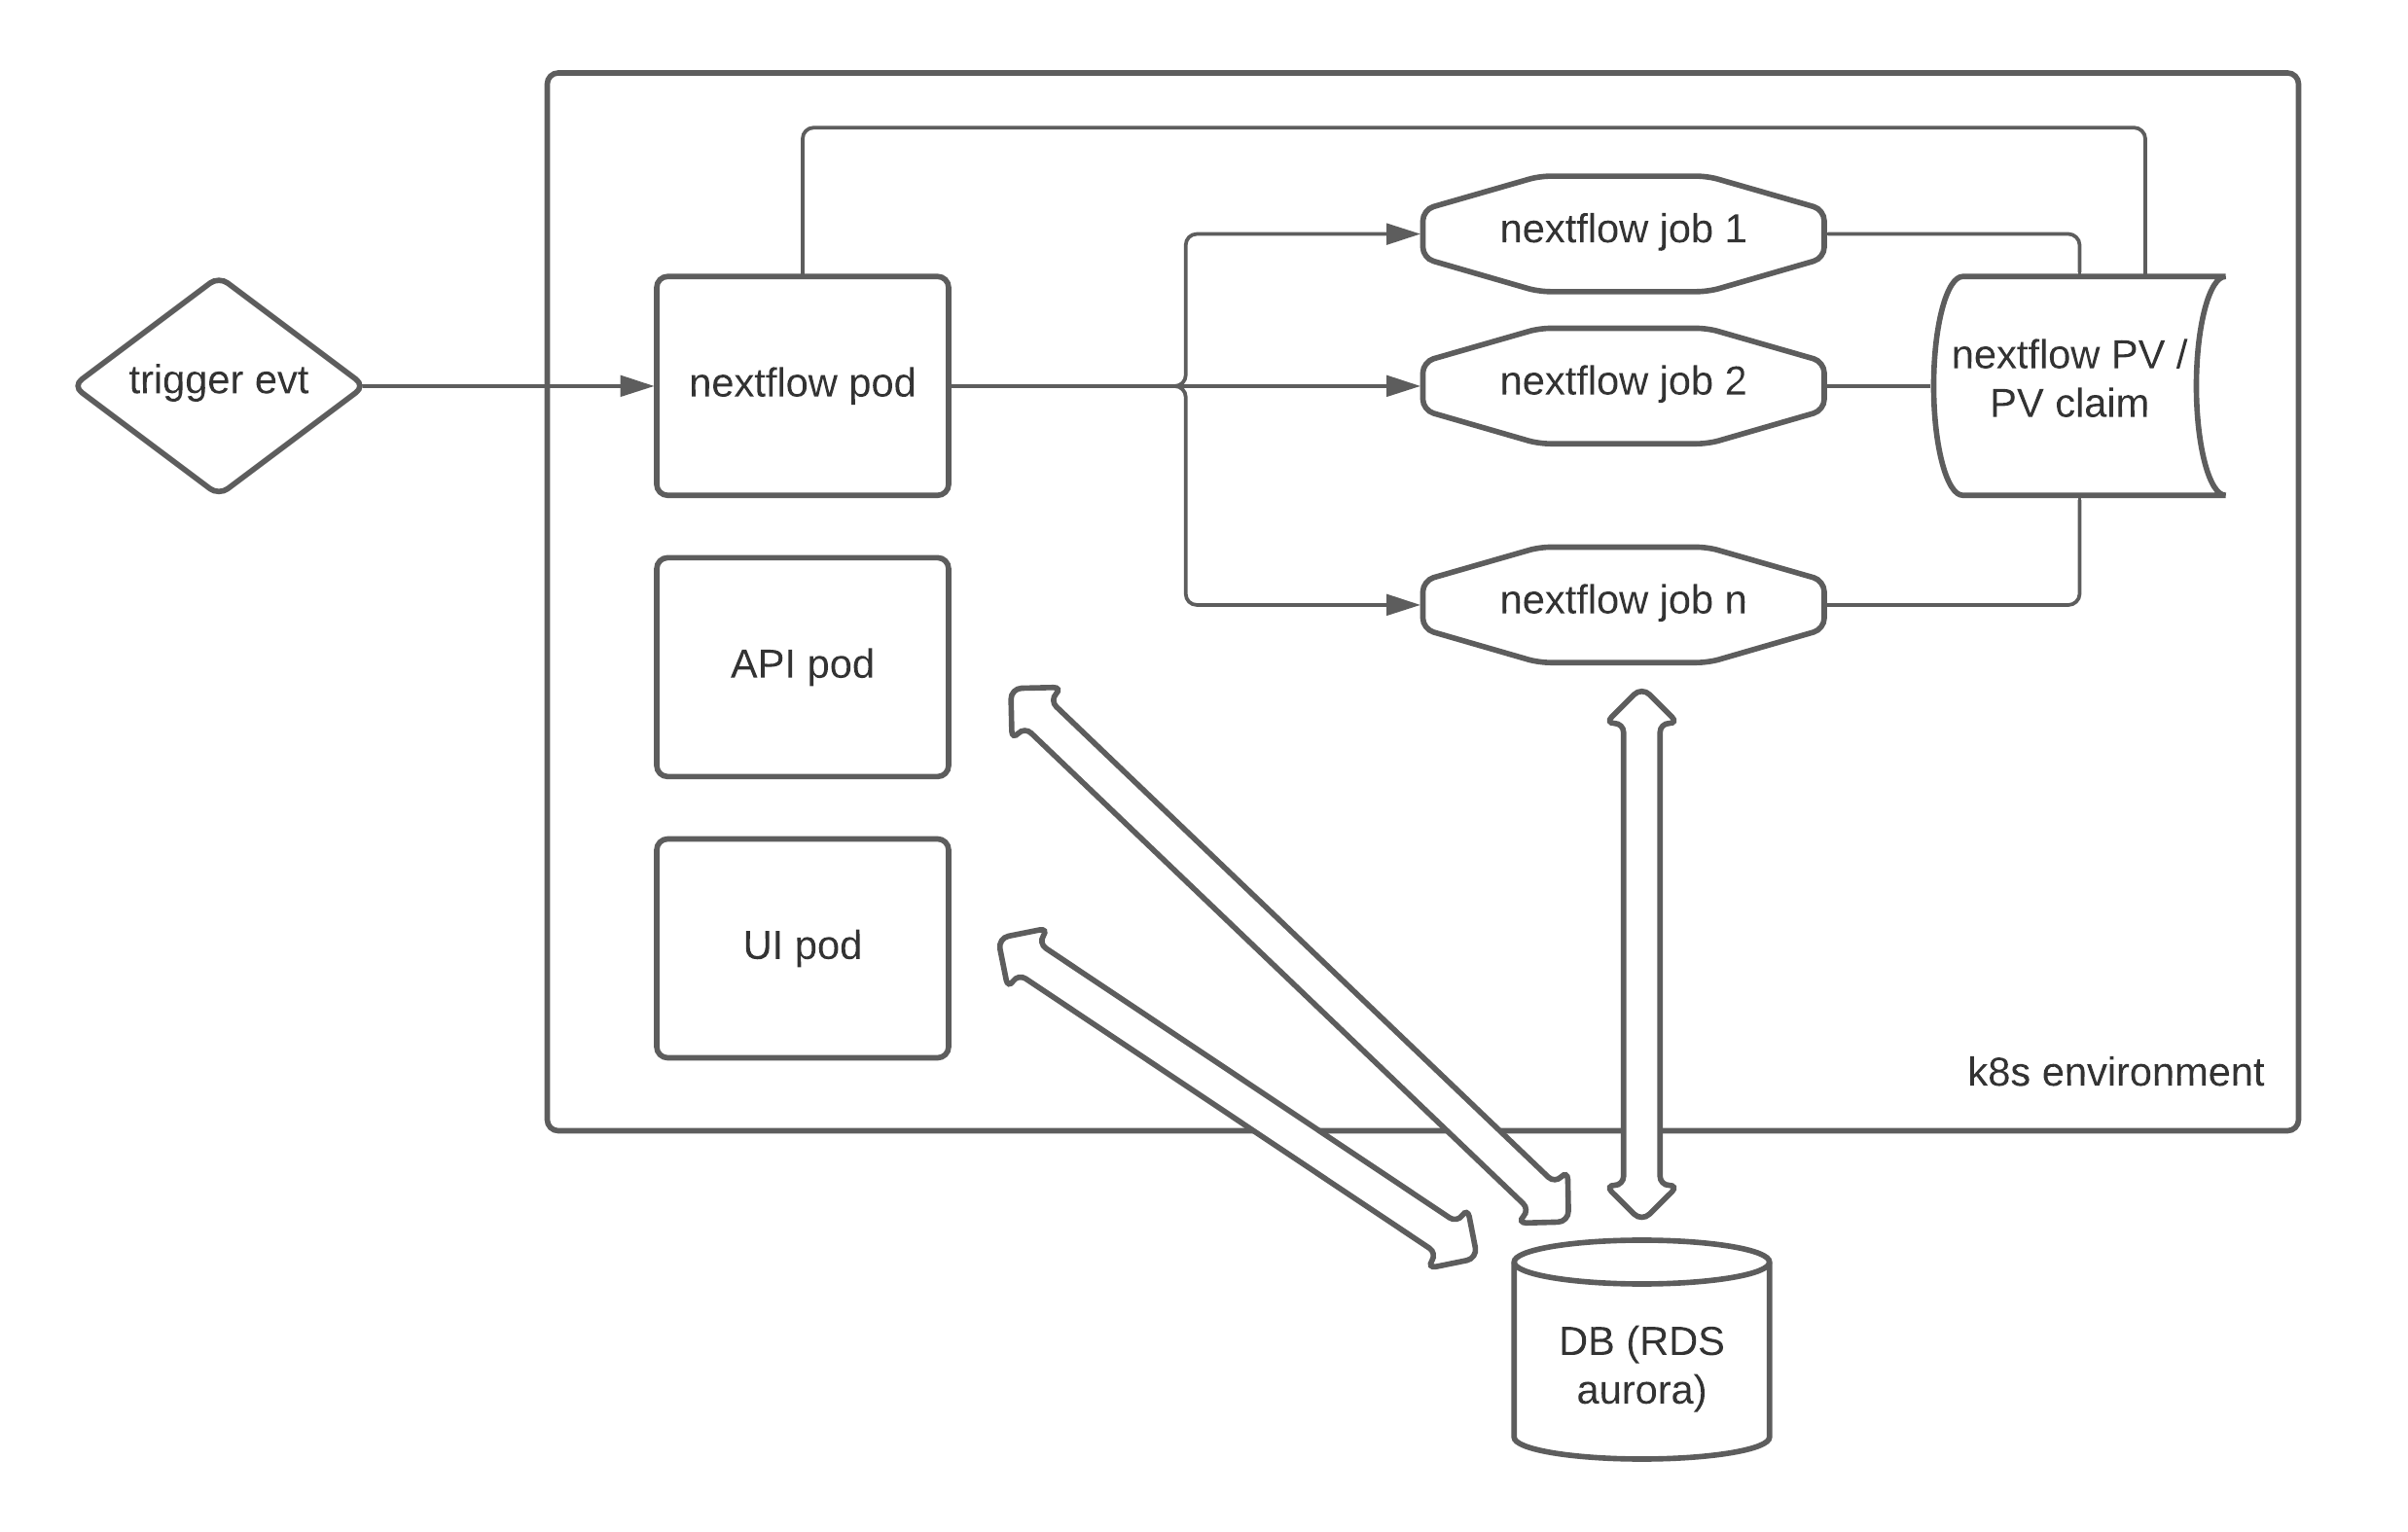 trigger evt
nextflow pod
nextflow job 1
nextflow job 2
nextflow job n
nextflow PV /
PV claim
API pod
UI pod
k8s environment
DB (RDS
aurora)